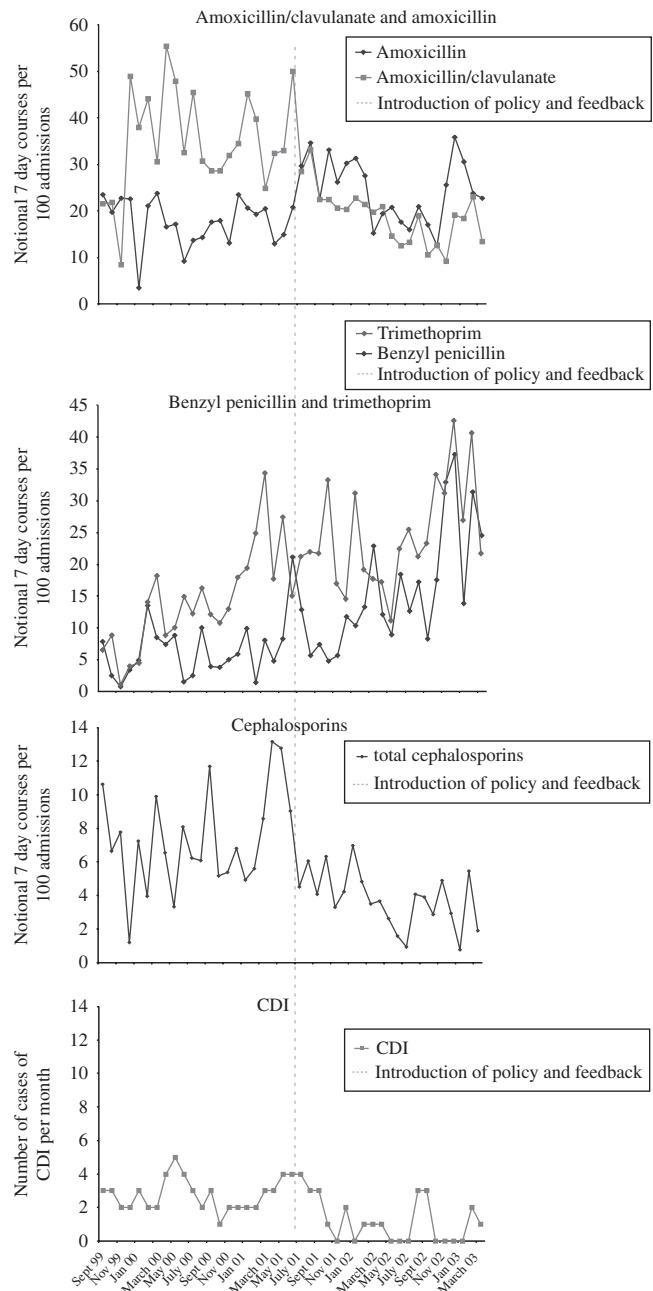 Amoxicillin/clavulanate and amoxicillin
Notional 7 day courses per
100 admissions
60
50
40
30
20
10
0
Amoxicillin
Amoxicillin/clavulanate
Introduction of policy and feedback
Trimethoprim
Benzyl penicillin
Introduction of policy and feedback
Benzyl penicillin and trimethoprim
Notional 7 day courses per
100 admissions
45
40
35
30
25
20
15
10
5
0
Cephalosporins
Notional 7 day courses per
100 admissions
14
12
10
8
6
4
2
0
total cephalosporins
Introduction of policy and feedback
CDI
Number of cases of
CDI per month
14
12
10
8
6
4
2
0
CDI
Introduction of policy and feedback
Sept 99
Nov 99
Jan 00
March 00
May 00
July 00
Sept 00
Nov 00
Jan 01
March 01
May 01
July 01
Sept 01
Nov 01
Jan 02
March 02
May 02
July 02
Sept 02
Nov 02
Jan 03
March 03